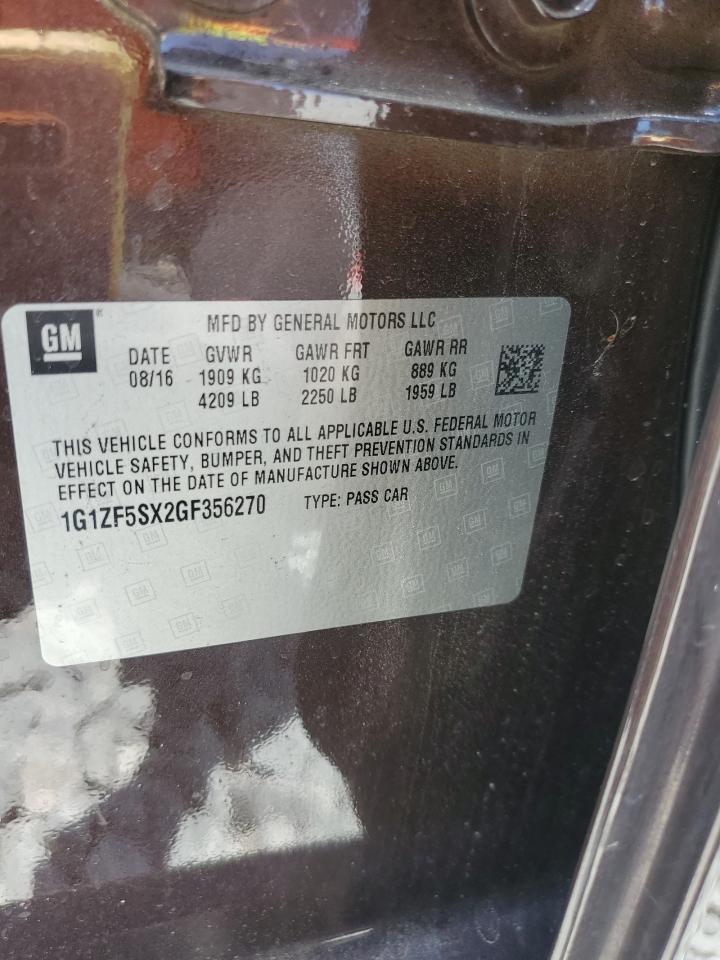 GM ®
MFD BY GENERAL MOTORS LLC
DATE GVWR GAWR FRT GAWR RR
08/16 1909 KG 1020 KG 889 KG
4209 LB 2250 LB 1959 LB
THIS VEHICLE CONFORMS TO ALL APPLICABLE U.S. FEDERAL MOTOR
VEHICLE SAFETY, BUMPER, AND THEFT PREVENTION STANDARDS IN
EFFECT ON THE DATE OF MANUFACTURE SHOWN ABOVE.
1G1ZF5SX2GF356270 TYPE: PASS CAR